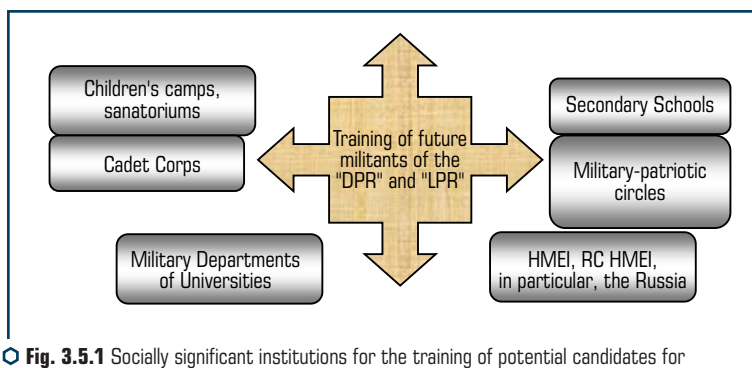 Children's camps,
sanatoriums
Cadet Corps
Military Departments
of Universities
Training of future
militants of the
"DPR" and "LPR"
Secondary Schools
Military-patriotic
circles
HMEI, RC HMEI,
in particular, the Russia
Fig. 3.5.1 Socially significant institutions for the training of potential candidates for